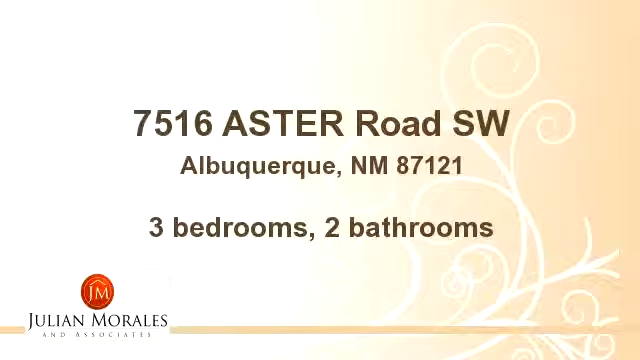 7516 ASTER Road SW
Albuquerque, NM 87121
3 bedrooms, 2 bathrooms
JM
JULIAN MORALES
AND ASSOCIATES